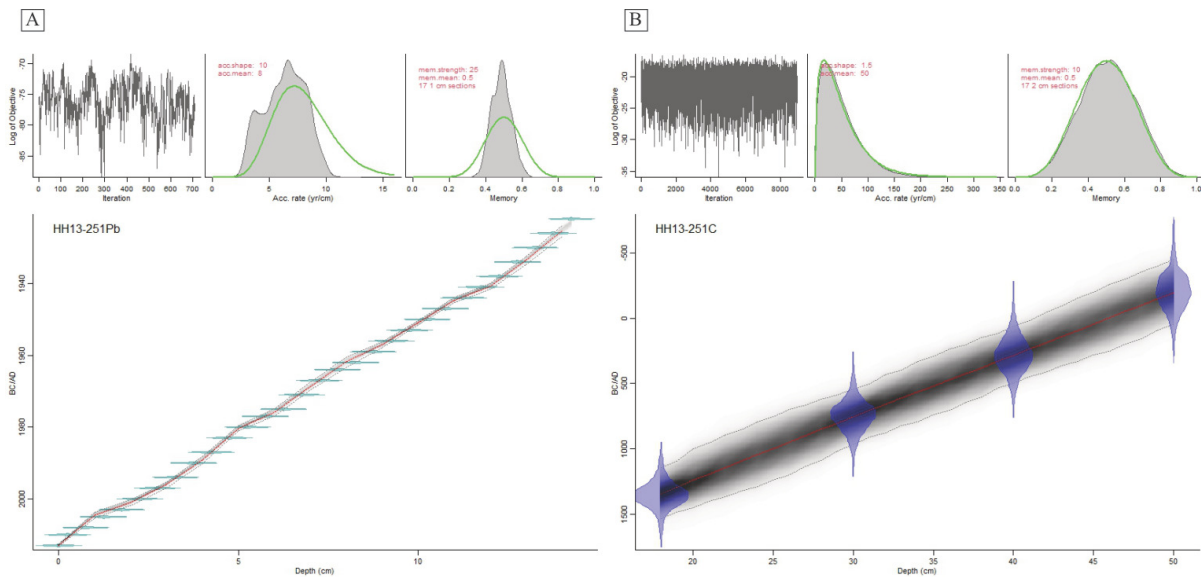 A
-70
-75
-80
-85
Log of Objective
0 100 200 300 400 500 600 700
Iteration
acc.shape: 10
acc.mean: 8
0 5 10 15
Acc. rate (yr/cm)
mem.strength: 25
mem.mean: 0.5
17 1 cm sections
0.0 0.2 0.4 0.6 0.8 1.0
Memory
HH13-251Pb
1940
1960
1980
2000
BC/AD
0 5 10
Depth (cm)
B
-20
-25
-30
-35
Log of Objective
0 2000 4000 6000 8000
Iteration
acc.shape: 1.5
acc.mean: 50
0 50 100 150 200 250 300 350
Acc. rate (yr/cm)
mem.strength: 10
mem.mean: 0.5
17 2 cm sections
0.0 0.2 0.4 0.6 0.8 1.0
Memory
HH13-251C
-500
0
500
1000
1500
BC/AD
20 25 30 35 40 45 50
Depth (cm)